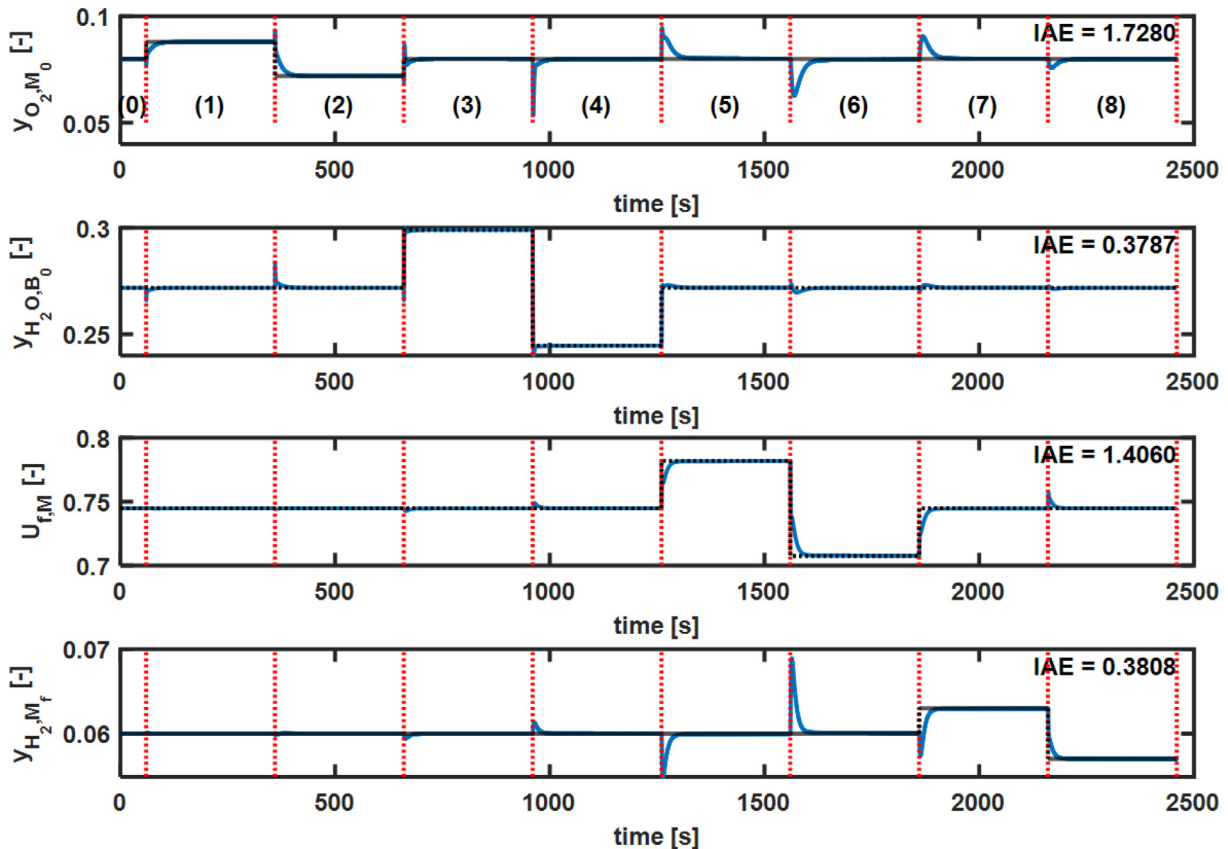 0.1
IAE = 1.7280
y_{O_2,M_0} [-]
(0) (1) (2) (3) (4) (5) (6) (7) (8)
0.05
0 500 1000 1500 2000 2500
time [s]
0.3
IAE = 0.3787
y_{H_2O,B_0} [-]
0.25
0 500 1000 1500 2000 2500
time [s]
0.8
IAE = 1.4060
U_{f,M} [-]
0.75
0.7
0 500 1000 1500 2000 2500
time [s]
0.07
IAE = 0.3808
y_{H_2,M_f} [-]
0.06
0 500 1000 1500 2000 2500
time [s]